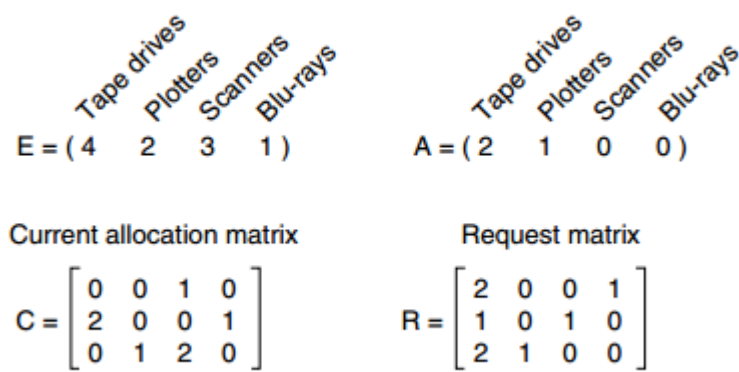 Tape drives Plotters Scanners Blu-rays
E = ( 4 2 3 1 )
Tape drives Plotters Scanners Blu-rays
A = ( 2 1 0 0 )
Current allocation matrix
C = [ 0 0 1 0
2 0 0 1
0 1 2 0 ]
Request matrix
R = [ 2 0 0 1
1 0 1 0
2 1 0 0 ]